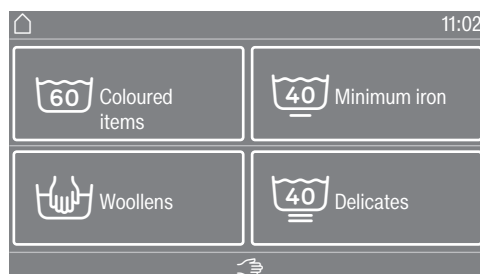 11:02
60 Coloured
items
40 Minimum iron
Woollens
40 Delicates